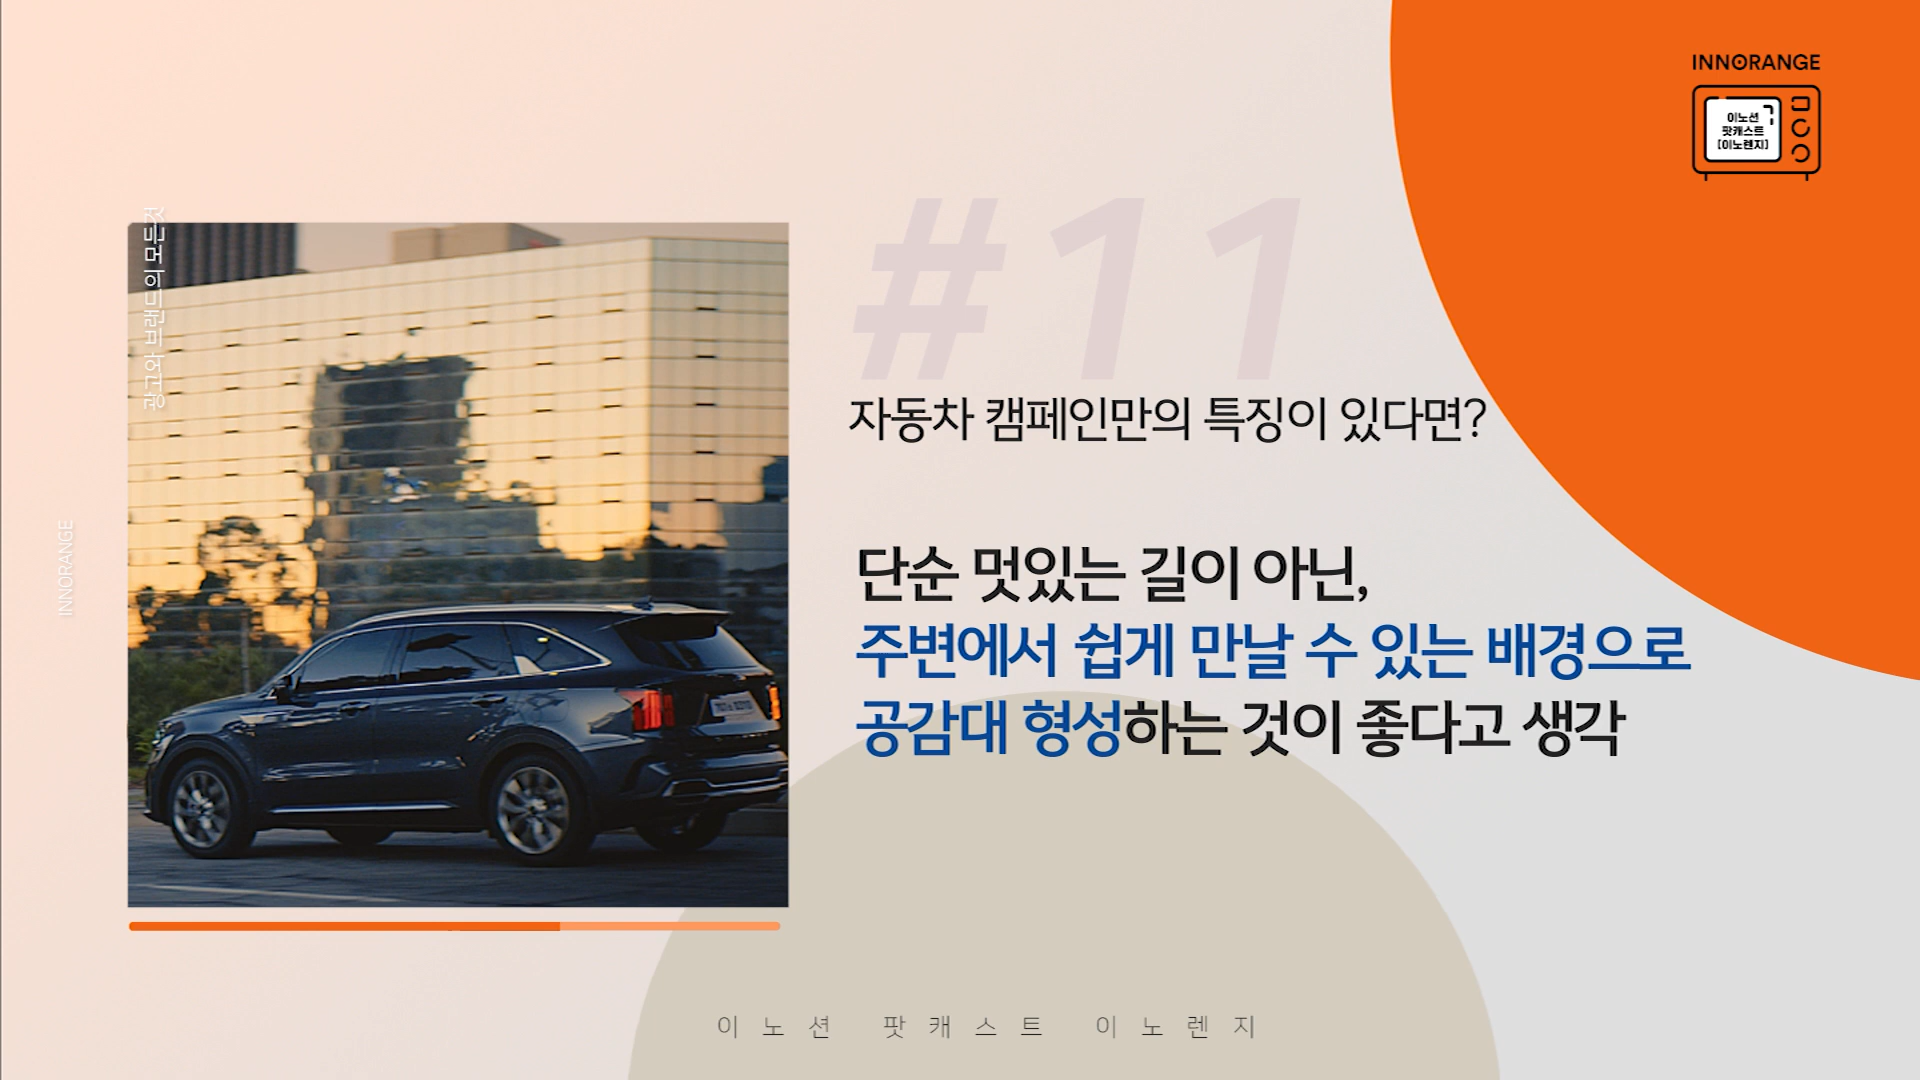 INNORANGE
이노션
팟캐스트
[이노렌지]
광고와 브랜드의 모든것
INNORANGE
#11
자동차 캠페인만의 특징이 있다면?
단순 멋있는 길이 아닌,
주변에서 쉽게 만날 수 있는 배경으로
공감대 형성하는 것이 좋다고 생각
이노션 팟캐스트 이노렌지